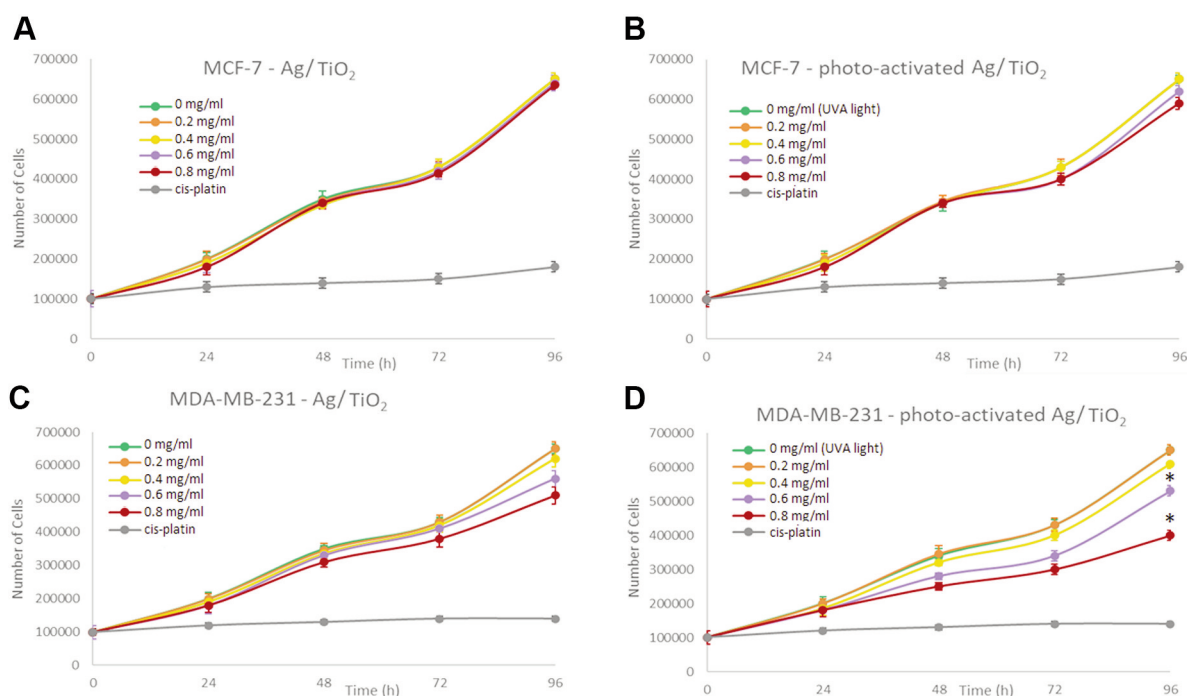 A
MCF-7 - Ag/TiO₂
700000
600000
500000
400000
300000
200000
100000
0
Number of Cells
0 mg/ml
0.2 mg/ml
0.4 mg/ml
0.6 mg/ml
0.8 mg/ml
cis-platin
0 24 48 72 96
Time (h)
B
MCF-7 - photo-activated Ag/TiO₂
700000
600000
500000
400000
300000
200000
100000
0
Number of Cells
0 mg/ml (UVA light)
0.2 mg/ml
0.4 mg/ml
0.6 mg/ml
0.8 mg/ml
cis-platin
0 24 48 72 96
Time (h)
C
MDA-MB-231 - Ag/TiO₂
700000
600000
500000
400000
300000
200000
100000
0
Number of Cells
0 mg/ml
0.2 mg/ml
0.4 mg/ml
0.6 mg/ml
0.8 mg/ml
cis-platin
0 24 48 72 96
Time (h)
D
MDA-MB-231 - photo-activated Ag/TiO₂
700000
600000
500000
400000
300000
200000
100000
0
Number of Cells
0 mg/ml (UVA light)
0.2 mg/ml
0.4 mg/ml
0.6 mg/ml
0.8 mg/ml
cis-platin
*
*
0 24 48 72 96
Time (h)